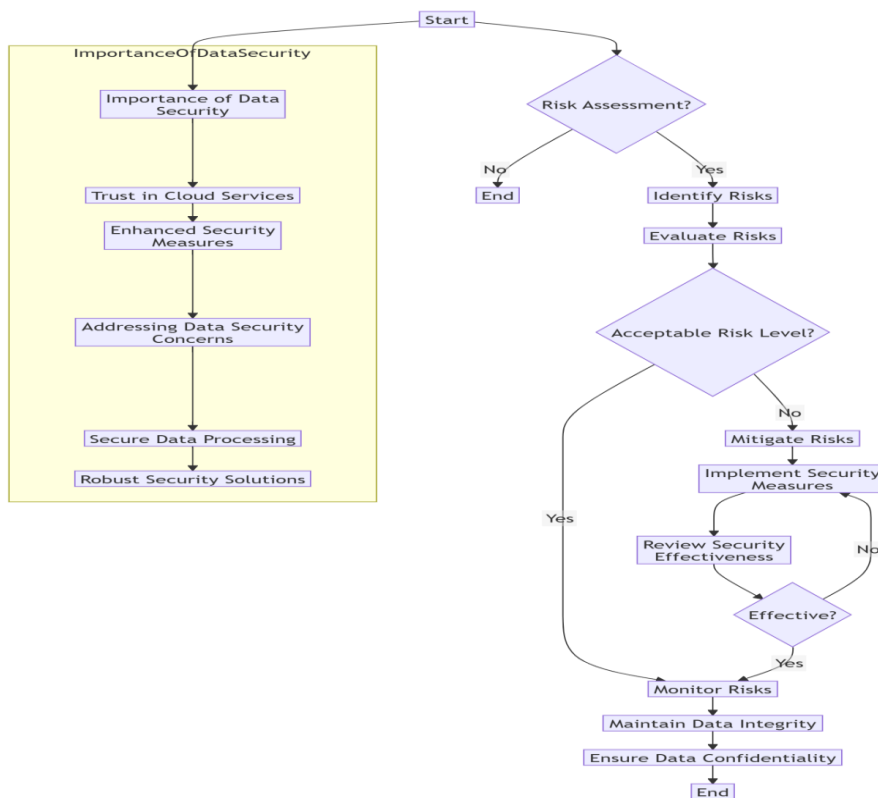 Start
ImportanceOfDataSecurity
Importance of Data
Security
Trust in Cloud Services
Enhanced Security
Measures
Addressing Data Security
Concerns
Secure Data Processing
Robust Security Solutions
Risk Assessment?
No
Yes
End
Identify Risks
Evaluate Risks
Acceptable Risk Level?
No
Mitigate Risks
Implement Security
Measures
Yes
Review Security
Effectiveness
No
Effective?
Yes
Monitor Risks
Maintain Data Integrity
Ensure Data Confidentiality
End